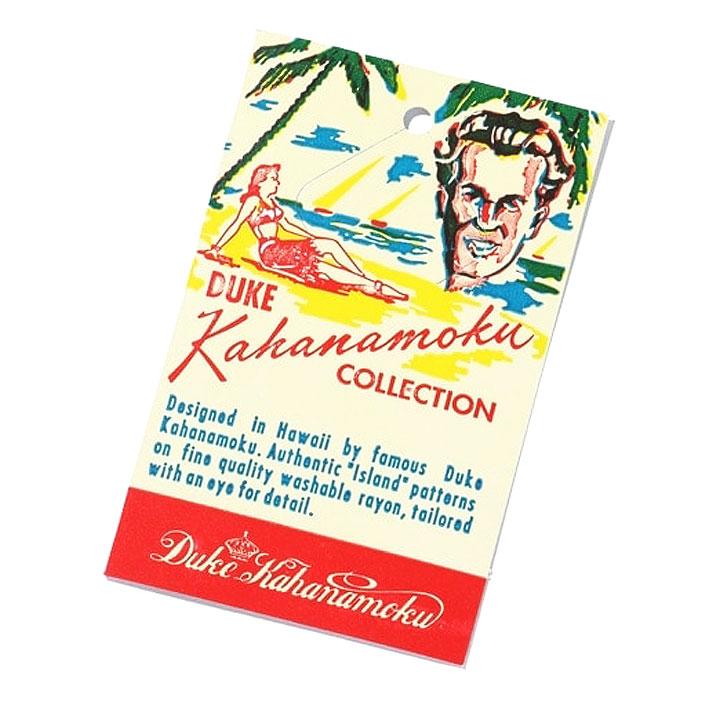 DUKE
Kahanamoku
COLLECTION
Designed in Hawaii by famous Duke
Kahanamoku. Authentic "Island" patterns
on fine quality washable rayon, tailored
with an eye for detail.
Duke Kahanamoku